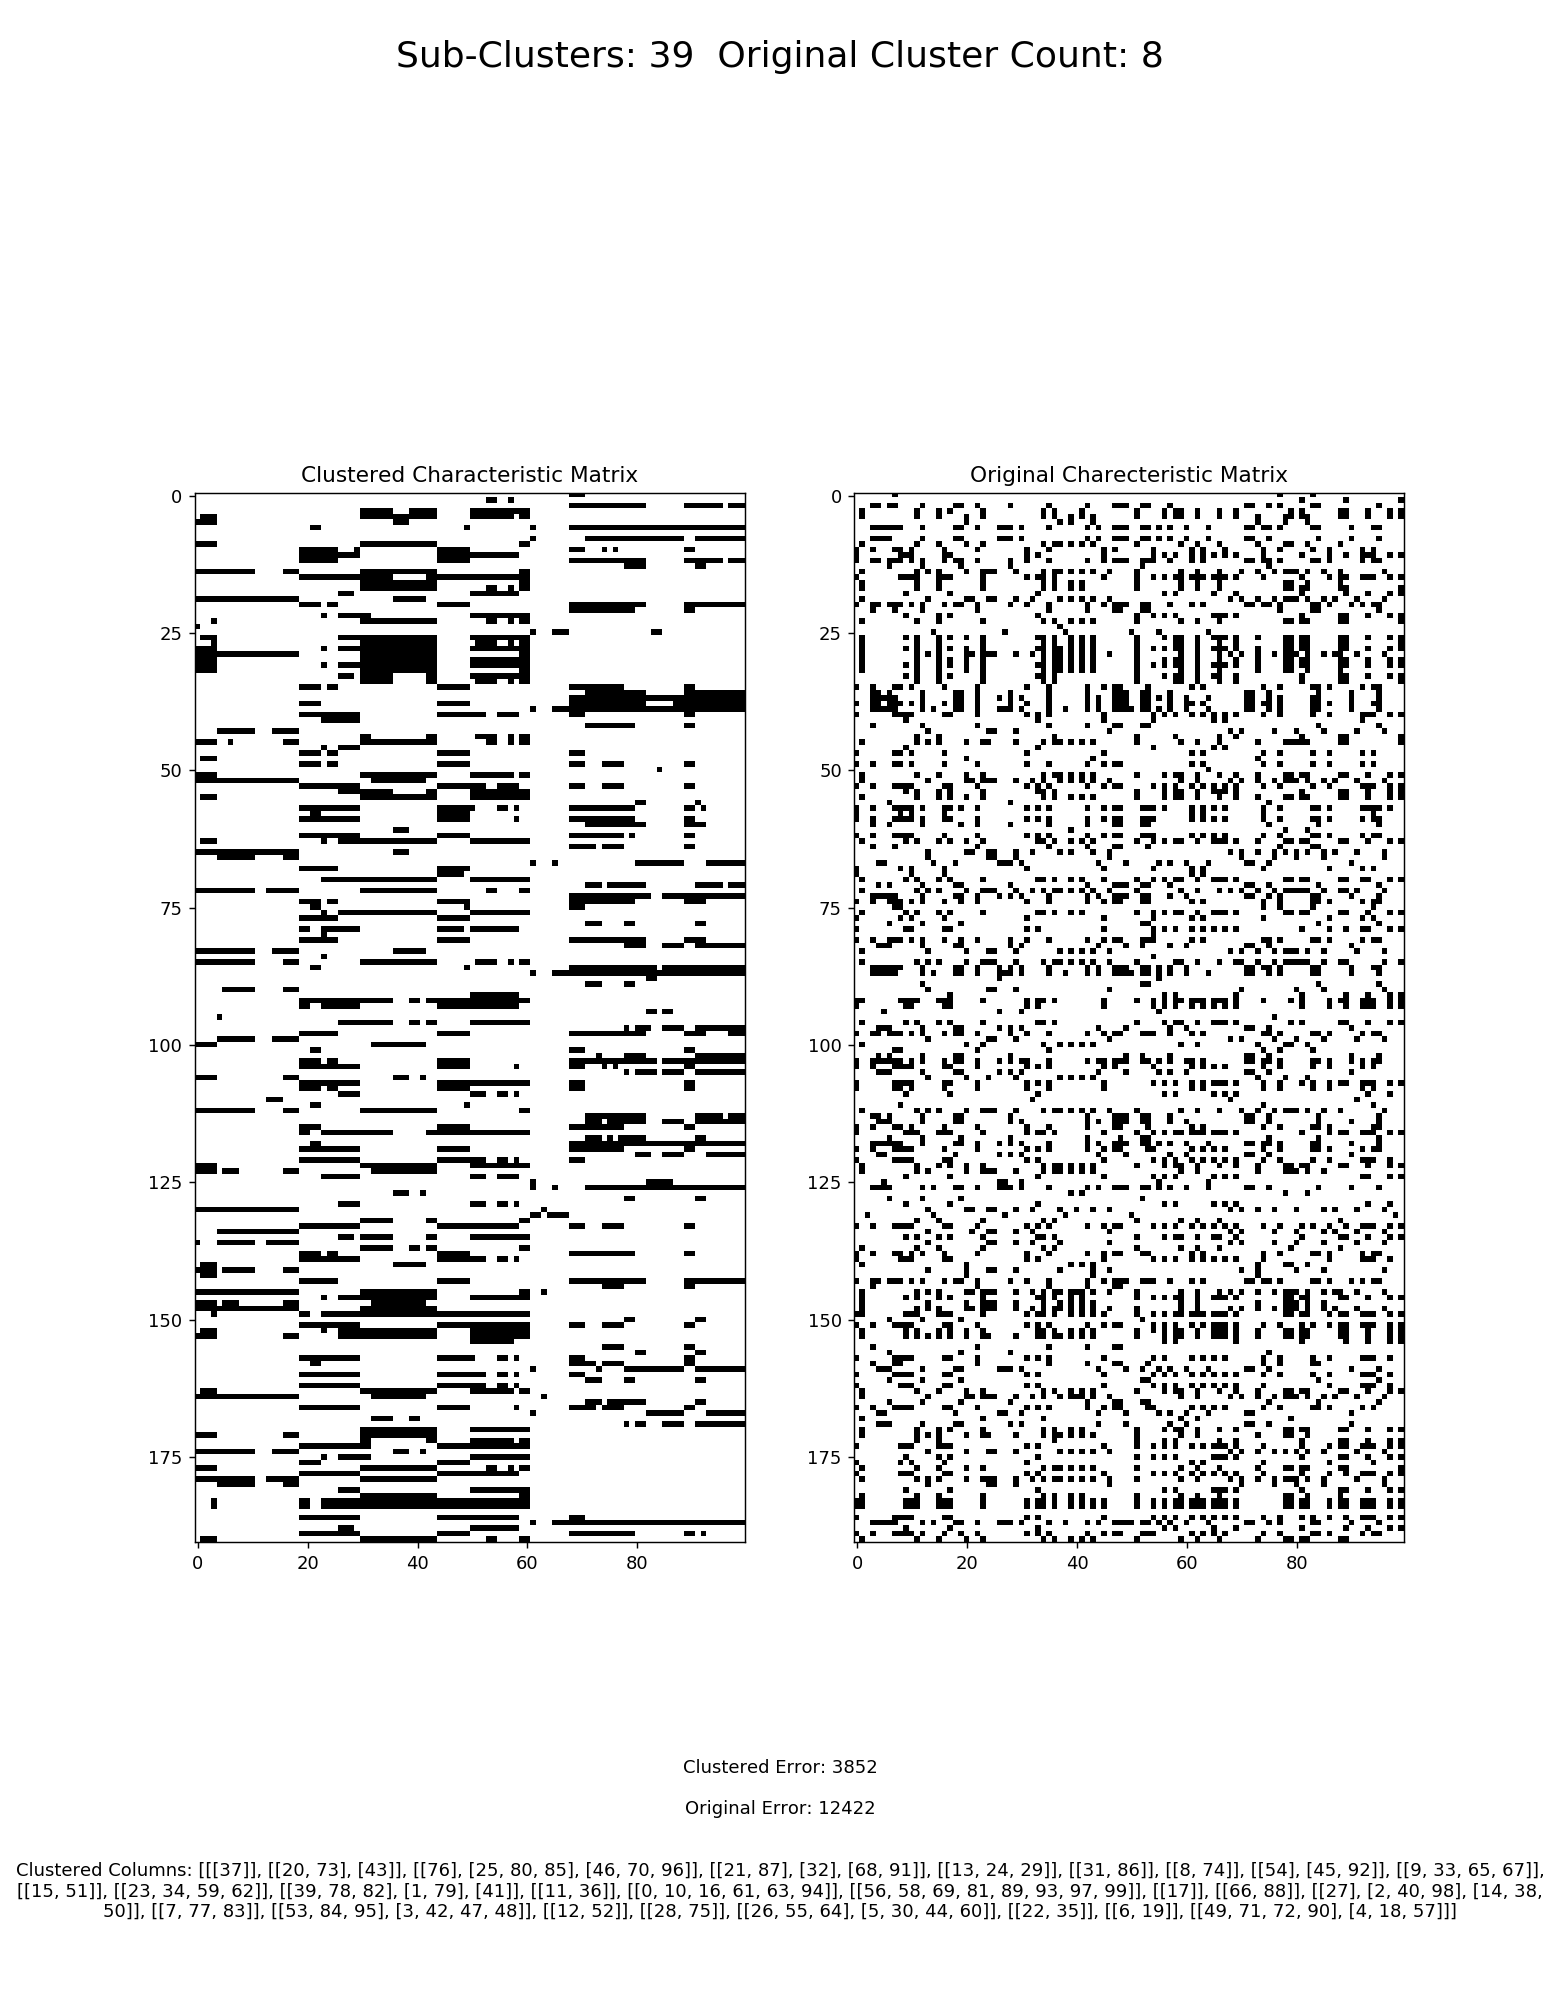 Sub-Clusters: 39  Original Cluster Count: 8
Clustered Characteristic Matrix
Original Charecteristic Matrix
0
25
50
75
100
125
150
175
0 20 40 60 80
0
25
50
75
100
125
150
175
0 20 40 60 80
Clustered Error: 3852
Original Error: 12422
Clustered Columns: [[[37]], [[20, 73], [43]], [[76], [25, 80, 85], [46, 70, 96]], [[21, 87], [32], [68, 91]], [[13, 24, 29]], [[31, 86]], [[8, 74]], [[54], [45, 92]], [[9, 33, 65, 67]],
[[15, 51]], [[23, 34, 59, 62]], [[39, 78, 82], [1, 79], [41]], [[11, 36]], [[0, 10, 16, 61, 63, 94]], [[56, 58, 69, 81, 89, 93, 97, 99]], [[17]], [[66, 88]], [[27], [2, 40, 98], [14, 38,
50]], [[7, 77, 83]], [[53, 84, 95], [3, 42, 47, 48]], [[12, 52]], [[28, 75]], [[26, 55, 64], [5, 30, 44, 60]], [[22, 35]], [[6, 19]], [[49, 71, 72, 90], [4, 18, 57]]]